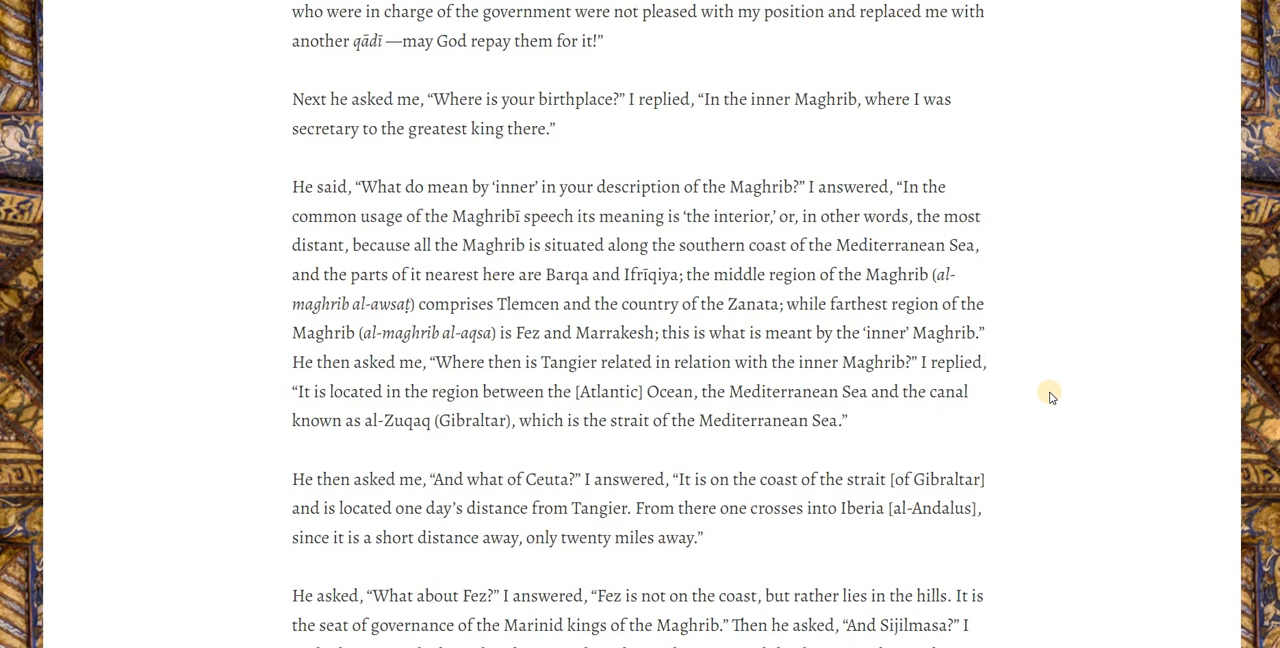 who were in charge of the government were not pleased with my position and replaced me with
another qādī —may God repay them for it!”
Next he asked me, “Where is your birthplace?” I replied, “In the inner Maghrib, where I was
secretary to the greatest king there.”
He said, “What do mean by ‘inner’ in your description of the Maghrib?” I answered, “In the
common usage of the Maghribī speech its meaning is ‘the interior,’ or, in other words, the most
distant, because all the Maghrib is situated along the southern coast of the Mediterranean Sea,
and the parts of it nearest here are Barqa and Ifrīqiya; the middle region of the Maghrib (al-
maghrib al-awsaṭ) comprises Tlemcen and the country of the Zanata; while farthest region of the
Maghrib (al-maghrib al-aqsa) is Fez and Marrakesh; this is what is meant by the ‘inner’ Maghrib.”
He then asked me, “Where then is Tangier related in relation with the inner Maghrib?” I replied,
“It is located in the region between the [Atlantic] Ocean, the Mediterranean Sea and the canal
known as al-Zuqaq (Gibraltar), which is the strait of the Mediterranean Sea.”
He then asked me, “And what of Ceuta?” I answered, “It is on the coast of the strait [of Gibraltar]
and is located one day’s distance from Tangier. From there one crosses into Iberia [al-Andalus],
since it is a short distance away, only twenty miles away.”
He asked, “What about Fez?” I answered, “Fez is not on the coast, but rather lies in the hills. It is
the seat of governance of the Marinid kings of the Maghrib.” Then he asked, “And Sijilmasa?” I